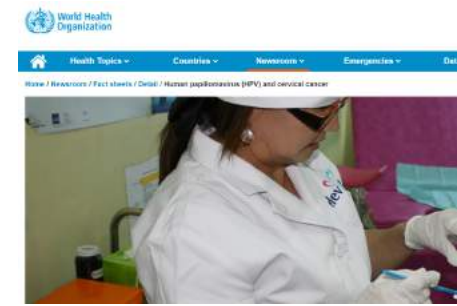 World Health
Organization
Health Topics
Countries
Newsroom
Emergencies
Home / Newsroom / Fact sheets / Detail / Human papillomavirus (HPV) and cervical cancer